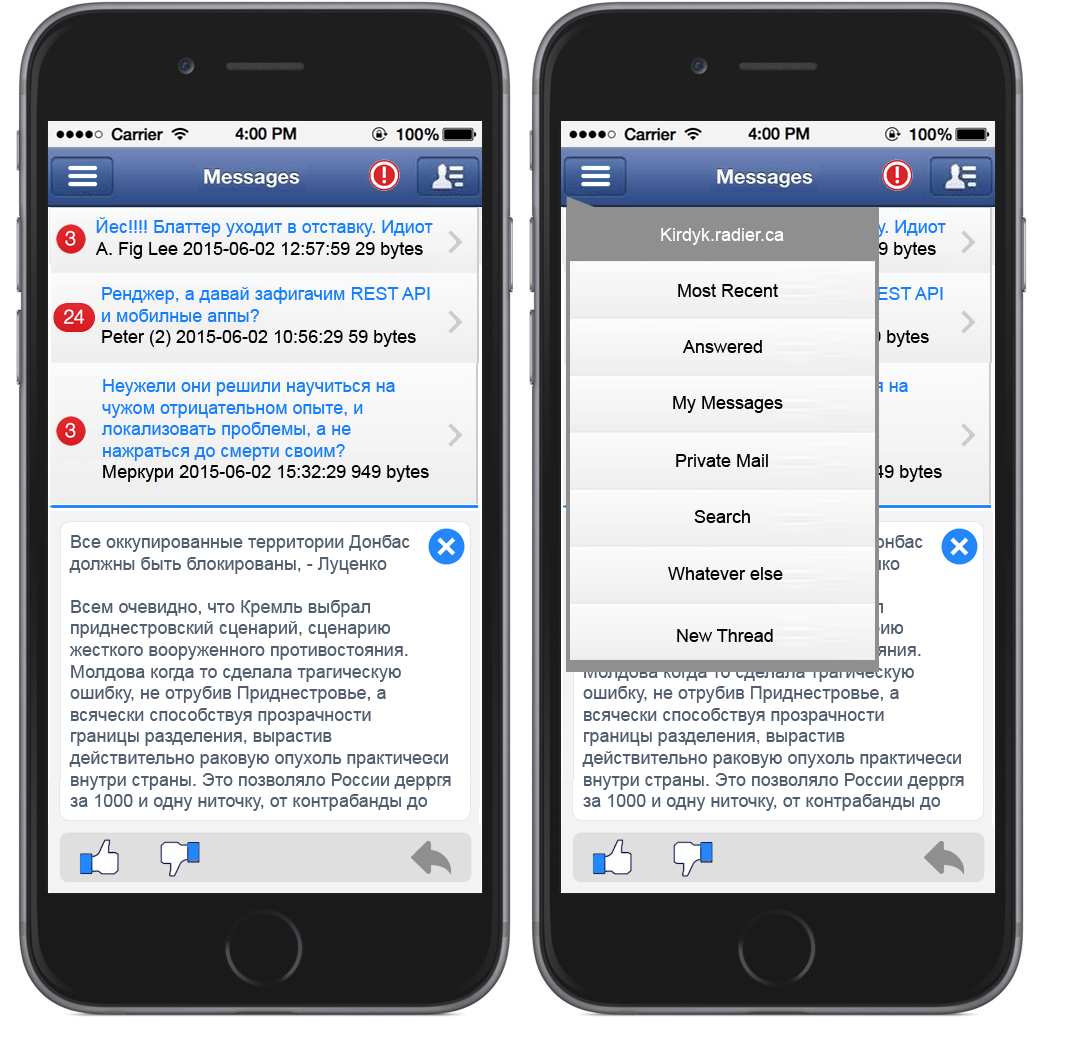 Carrier 4:00 PM 100%
Messages
3
Йес!!!! Блаттер уходит в отставку. Идиот
A. Fig Lee 2015-06-02 12:57:59 29 bytes
24
Ренджер, а давай зафигачим REST API
и мобилные аппы?
Peter (2) 2015-06-02 10:56:29 59 bytes
3
Неужели они решили научиться на
чужом отрицательном опыте, и
локализовать проблемы, а не
нажраться до смерти своим?
Меркури 2015-06-02 15:32:29 949 bytes
Все оккупированные территории Донбас
должны быть блокированы, - Луценко
Всем очевидно, что Кремль выбрал
приднестровский сценарий, сценарию
жесткого вооруженного противостояния.
Молдова когда то сделала трагическую
ошибку, не отрубив Приднестровье, а
всячески способствуя прозрачности
границы разделения, вырастив
действительно раковую опухоль практически
внутри страны. Это позволяло России
за 1000 и одну ниточку, от контрабанды до
Carrier 4:00 PM 100%
Messages
Kirdyk.radier.ca
Most Recent
Answered
My Messages
Private Mail
Search
Whatever else
New Thread
у. Идиот
9 bytes
EST API
bytes
я на
49 bytes
онбас
ко
л
рию
яния.
Молдова когда то сделала трагическую
ошибку, не отрубив Приднестровье, а
всячески способствуя прозрачности
границы разделения, вырастив
действительно раковую опухоль практически
внутри страны. Это позволяло России
за 1000 и одну ниточку, от контрабанды до